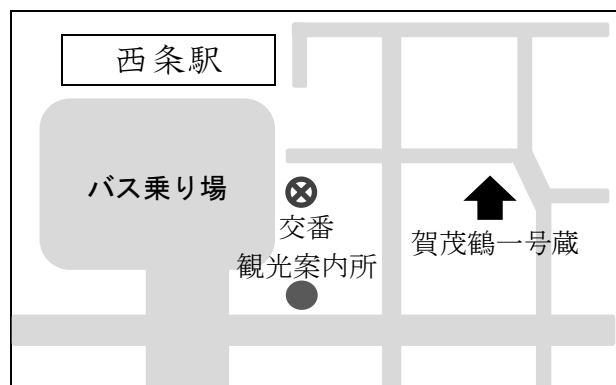 西条駅
バス乗り場
交番
観光案内所
賀茂鶴一号蔵